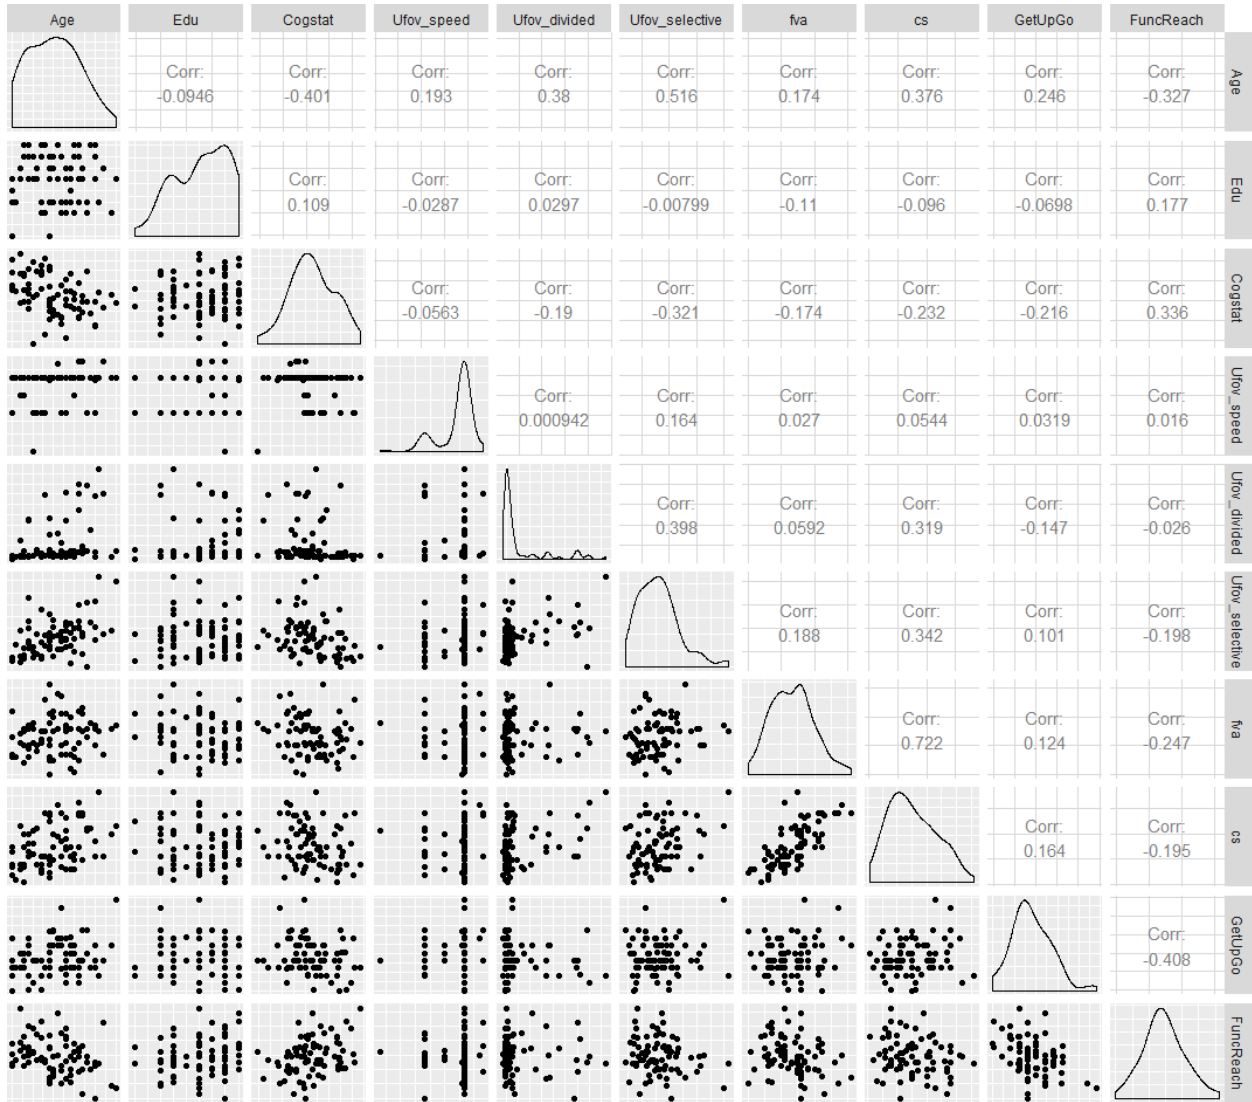 Age Edu Cogstat Ufov_speed Ufov_divided Ufov_selective fva cs GetUpGo FuncReach
Corr: Corr: Corr: Corr: Corr: Corr: Corr: Corr: Corr:
-0.0946 -0.401 0.193 0.38 0.516 0.174 0.376 0.246 -0.327
Age
Corr: Corr: Corr: Corr: Corr: Corr: Corr: Corr:
0.109 -0.0287 0.0297 -0.00799 -0.11 -0.096 -0.0698 0.177
Edu
Corr: Corr: Corr: Corr: Corr: Corr: Corr:
-0.0563 -0.19 -0.321 -0.174 -0.232 -0.216 0.336
Cogstat
Corr: Corr: Corr: Corr: Corr: Corr:
0.000942 0.164 0.027 0.0544 0.0319 0.016
Ufov_speed
Corr: Corr: Corr: Corr: Corr:
0.398 0.0592 0.319 -0.147 -0.026
Ufov_divided
Corr: Corr: Corr: Corr:
0.188 0.342 0.101 -0.198
Ufov_selective
Corr: Corr: Corr:
0.722 0.124 -0.247
fva
Corr: Corr:
0.164 -0.195
cs
Corr:
-0.408
GetUpGo
FuncReach